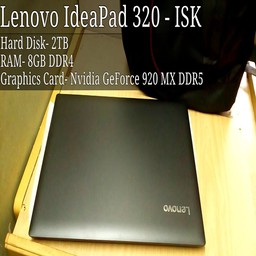 Lenovo IdeaPad 320 - ISK
Hard Disk- 2TB
RAM- 8GB DDR4
Graphics Card- Nvidia GeForce 920 MX DDR5
Lenovo